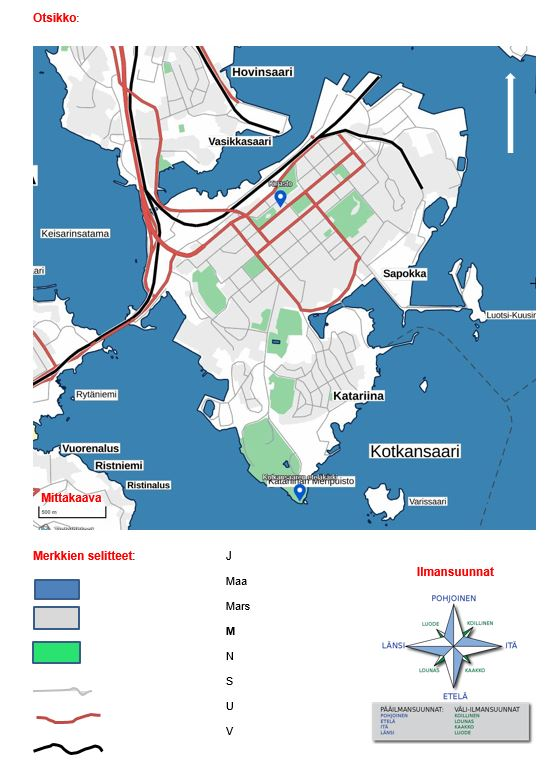 Otsikko:
Hovinsaari
Vasikkasaari
Kirjasto
Keisarinsatama
aari
Sapokka
Luotsi-Kuusin
Rytäniemi
Katariina
Vuorenalus
Kotkansaari
Ristniemi
Ristinalus
Katariinan Meripuisto
Mittakaava
Varissaari
500 m
Merkkien selitteet:
J
Maa
Mars
M
N
S
U
V
Ilmansuunnat
POHJOINEN
LUODE
KOILLINEN
LÄNSI
ITÄ
LOUNAS
KAAKKO
ETELÄ
PÄÄILMANSUUNNAT:
VÄLI-ILMANSUUNNAT
POHJOINEN
KOILLINEN
ETELÄ
LOUNAS
ITÄ
KAAKKO
LÄNSI
LUODE